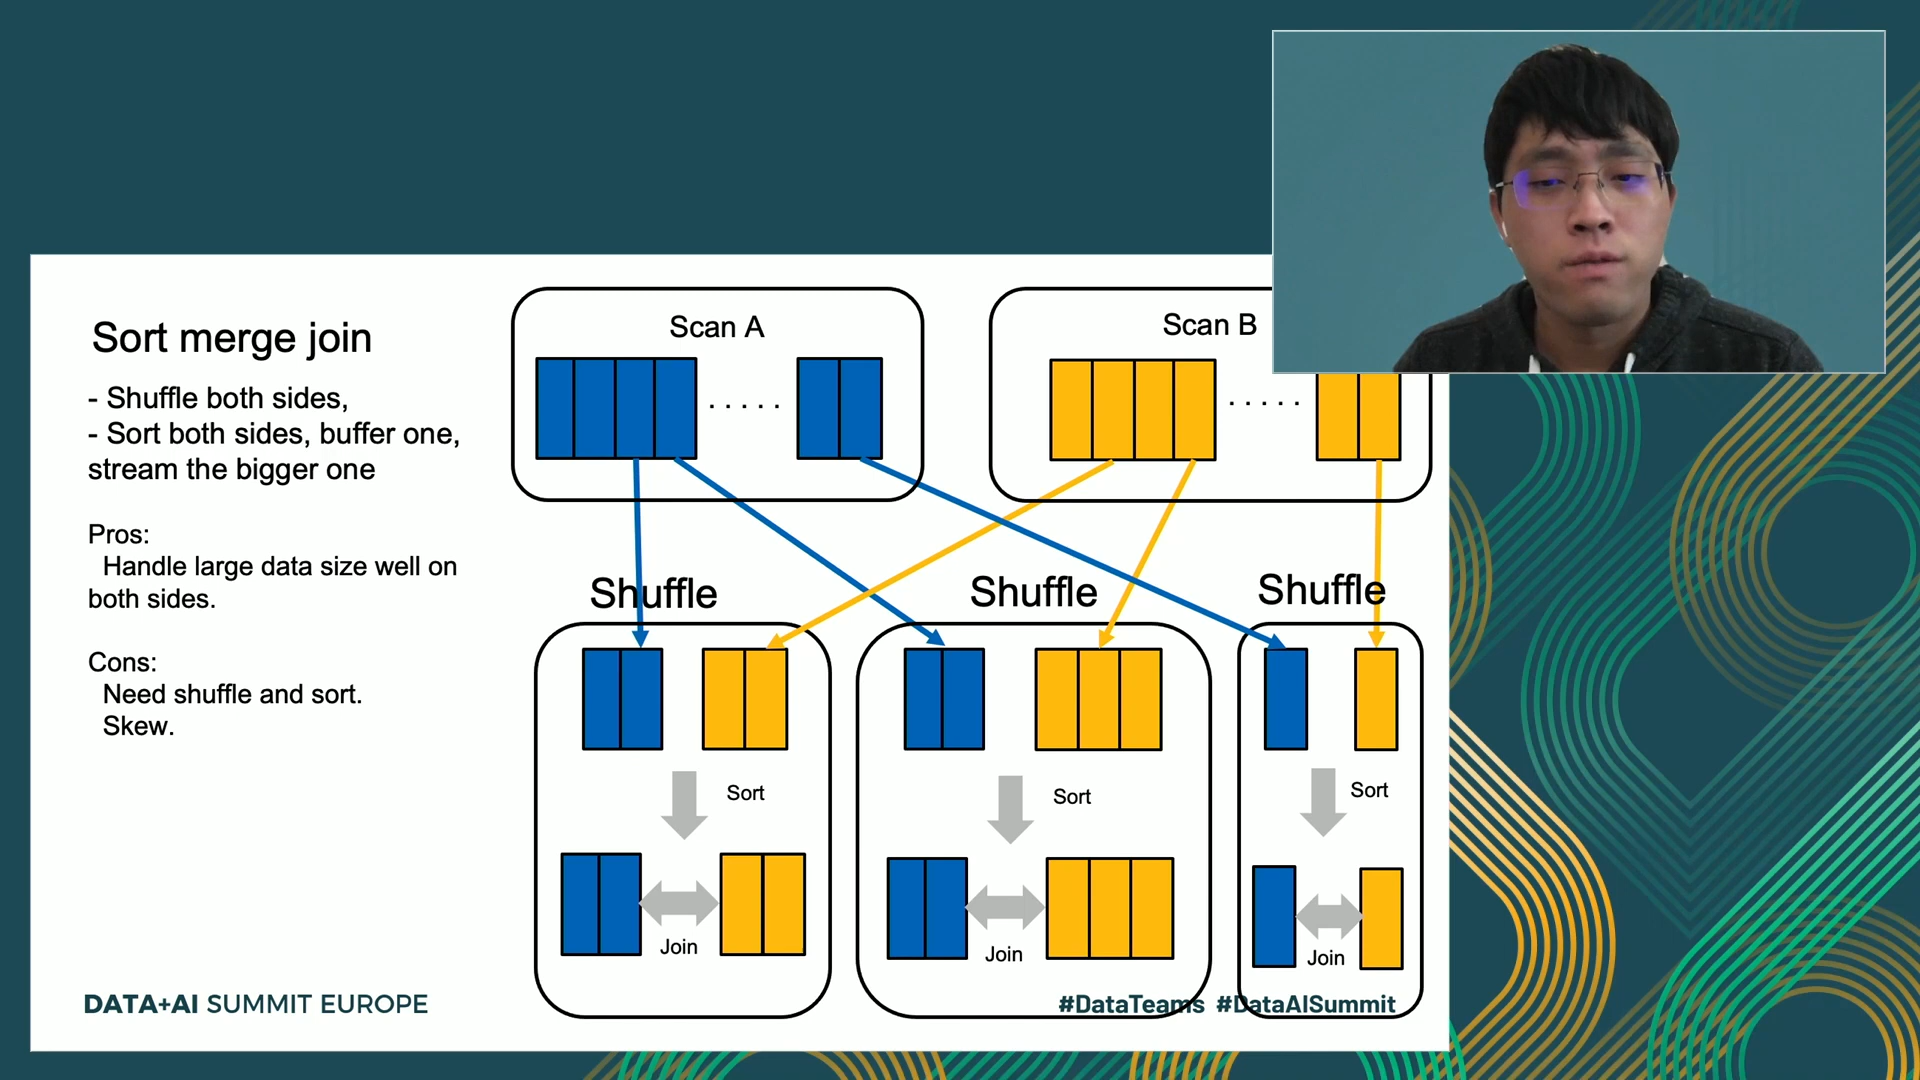 Sort merge join
- Shuffle both sides,
- Sort both sides, buffer one,
stream the bigger one
Pros:
Handle large data size well on
both sides.
Cons:
Need shuffle and sort.
Skew.
Scan A
Scan B
. . . . .
. . . . .
Shuffle
Shuffle
Shuffle
Sort
Sort
Sort
Join
Join
Join
DATA+AI SUMMIT EUROPE
#DataTeams #DataAISummit